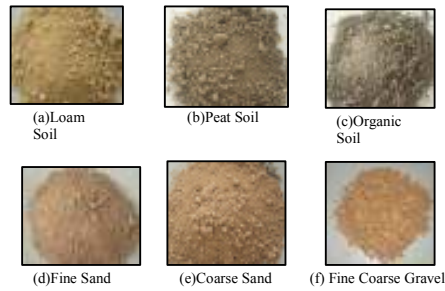 (a)Loam
Soil
(b)Peat Soil
(c)Organic
Soil
(d)Fine Sand
(e)Coarse Sand
(f) Fine Coarse Gravel